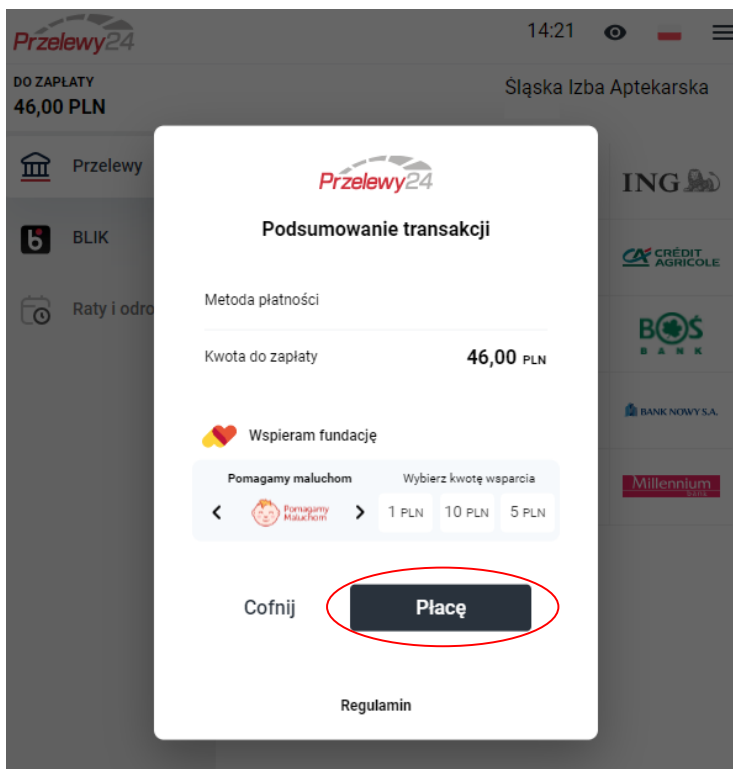 Przelewy24
14:21
DO ZAPŁATY
46,00 PLN
Śląska Izba Aptekarska
Przelewy
BLIK
Raty i odro
ING
CRÉDIT
AGRICOLE
BOŚ
BANK
BANK NOWY S.A.
Millennium
bank
Przelewy24
Podsumowanie transakcji
Metoda płatności
Kwota do zapłaty 46,00 PLN
Wspieram fundację
Pomagamy maluchom Wybierz kwotę wsparcia
Pomagamy
Maluchom
1 PLN 10 PLN 5 PLN
Cofnij Płacę
Regulamin